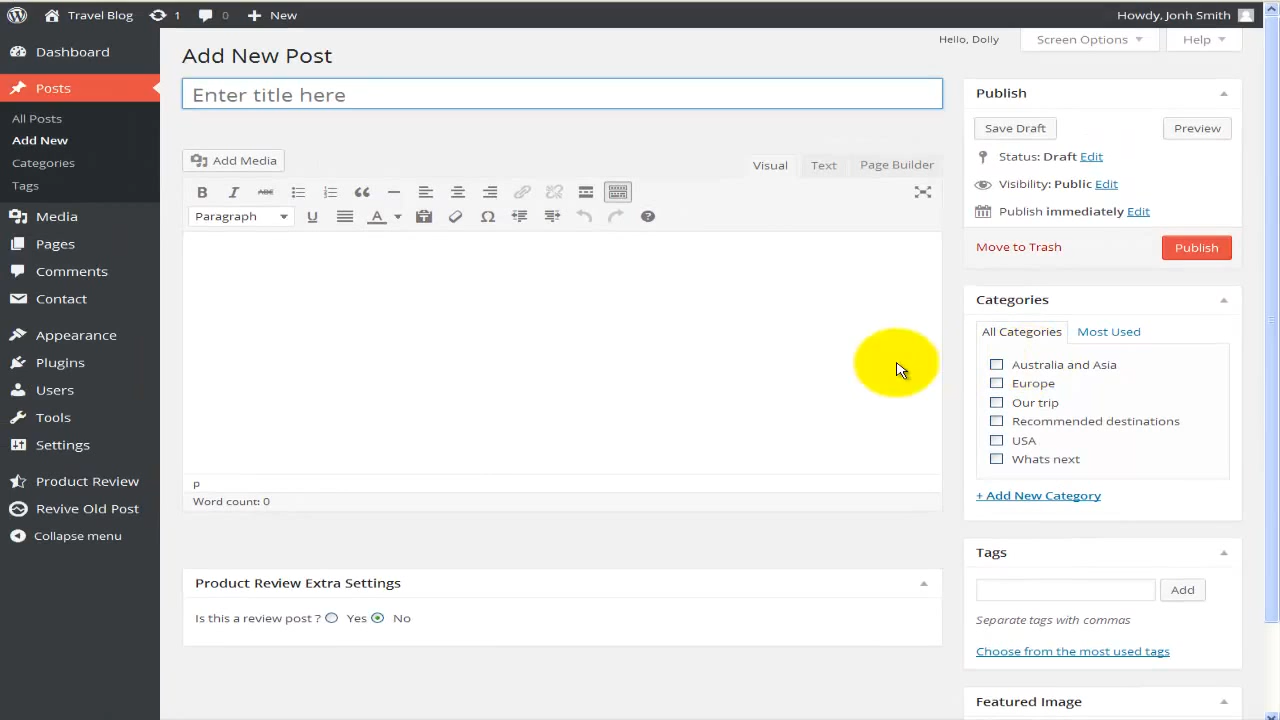 Travel Blog 1 0 New Howdy, Jonh Smith
Dashboard
Posts
All Posts
Add New
Categories
Tags
Media
Pages
Comments
Contact
Appearance
Plugins
Users
Tools
Settings
Product Review
Revive Old Post
Collapse menu
Hello, Dolly Screen Options Help
Add New Post
Enter title here
Add Media
Visual Text Page Builder
B I ABC
Paragraph U A Ω ?
p
Word count: 0
Product Review Extra Settings
Is this a review post ? Yes No
Publish
Save Draft Preview
Status: Draft Edit
Visibility: Public Edit
Publish immediately Edit
Move to Trash Publish
Categories
All Categories Most Used
Australia and Asia
Europe
Our trip
Recommended destinations
USA
Whats next
+ Add New Category
Tags
Add
Separate tags with commas
Choose from the most used tags
Featured Image